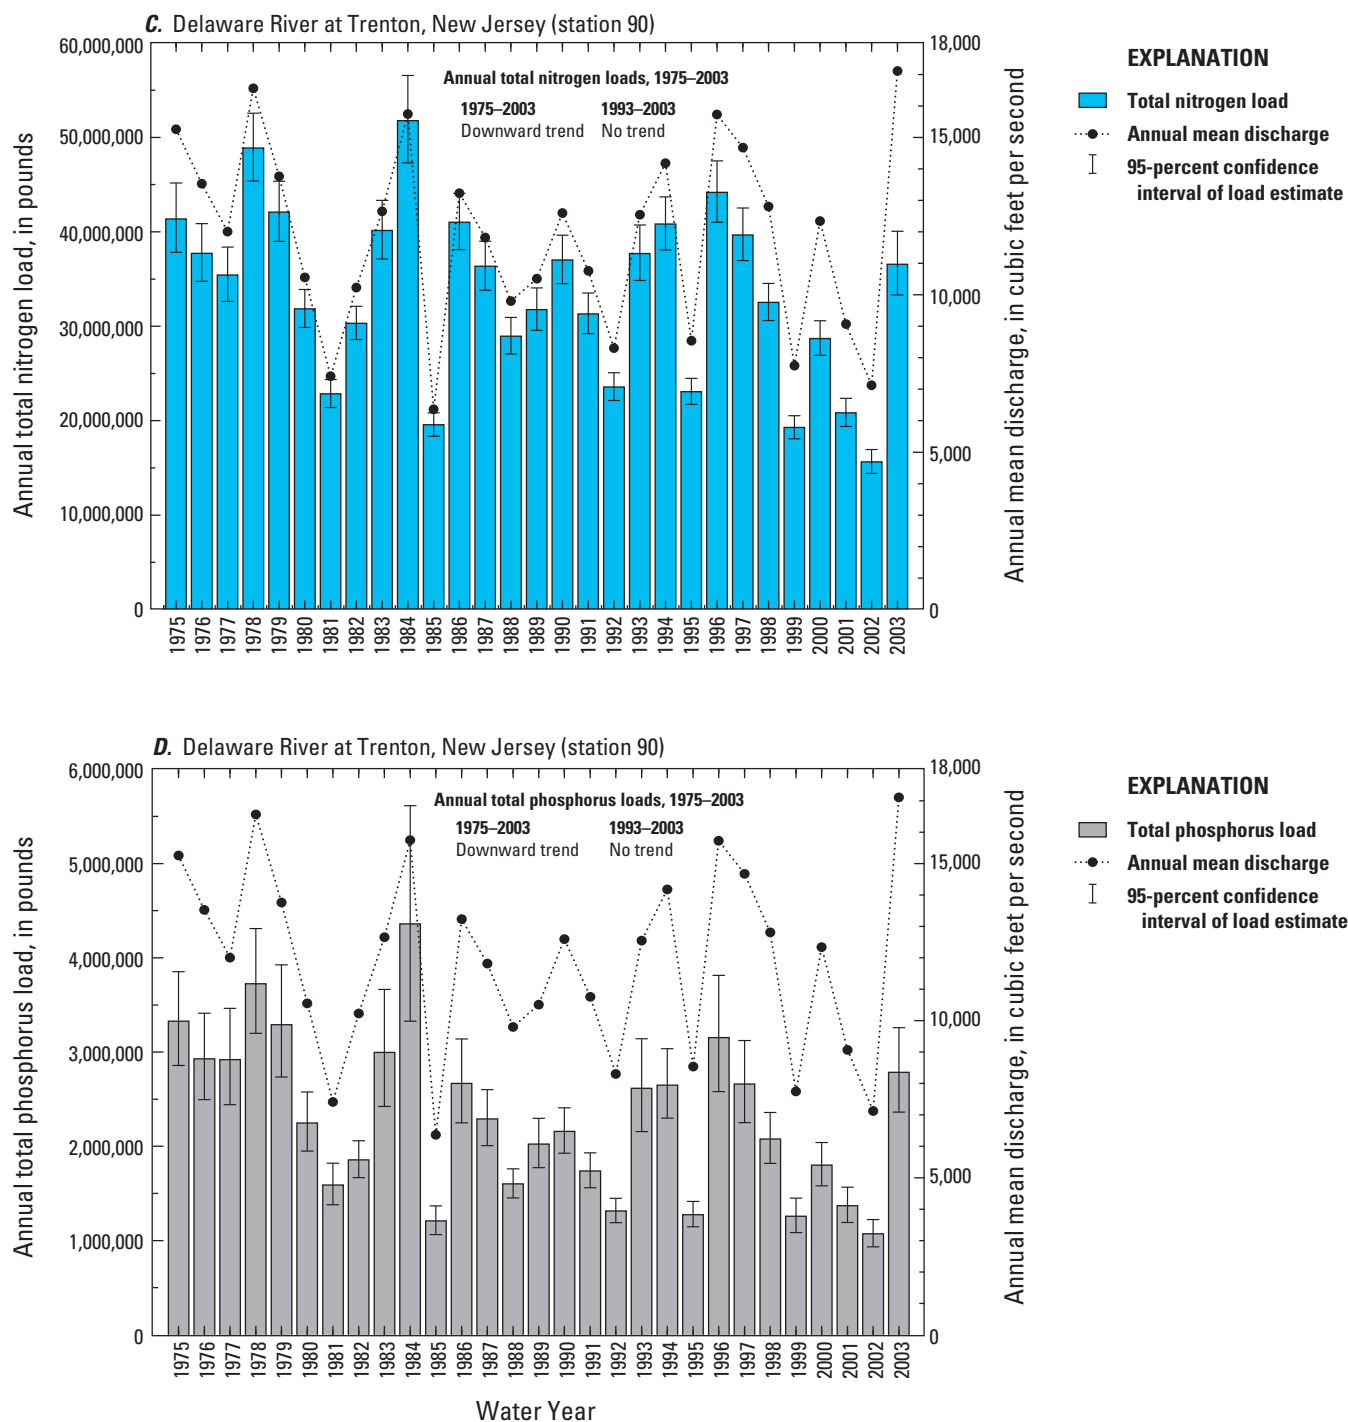 C. Delaware River at Trenton, New Jersey (station 90)
Annual total nitrogen load, in pounds
60,000,000
50,000,000
40,000,000
30,000,000
20,000,000
10,000,000
0
Annual total nitrogen loads, 1975–2003
1975–2003 1993–2003
Downward trend No trend
18,000
15,000
10,000
5,000
0
Annual mean discharge, in cubic feet per second
1975 1976 1977 1978 1979 1980 1981 1982 1983 1984 1985 1986 1987 1988 1989 1990 1991 1992 1993 1994 1995 1996 1997 1998 1999 2000 2001 2002 2003
EXPLANATION
Total nitrogen load
Annual mean discharge
95-percent confidence
interval of load estimate
D. Delaware River at Trenton, New Jersey (station 90)
Annual total phosphorus load, in pounds
6,000,000
5,000,000
4,000,000
3,000,000
2,000,000
1,000,000
0
Annual total phosphorus loads, 1975–2003
1975–2003 1993–2003
Downward trend No trend
18,000
15,000
10,000
5,000
0
Annual mean discharge, in cubic feet per second
1975 1976 1977 1978 1979 1980 1981 1982 1983 1984 1985 1986 1987 1988 1989 1990 1991 1992 1993 1994 1995 1996 1997 1998 1999 2000 2001 2002 2003
Water Year
EXPLANATION
Total phosphorus load
Annual mean discharge
95-percent confidence
interval of load estimate